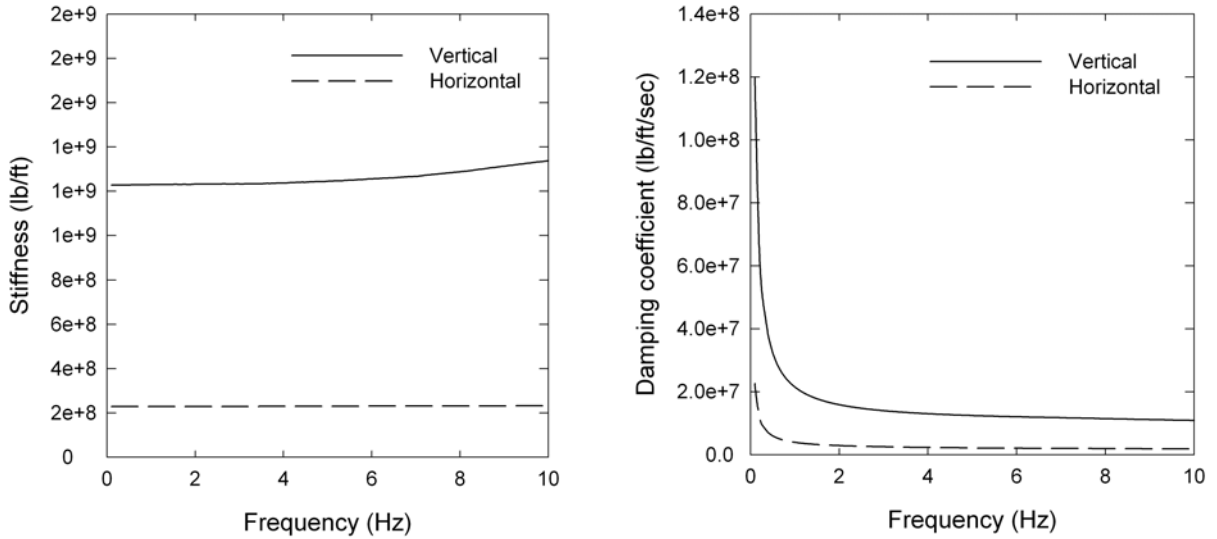 2e+9
2e+9
2e+9
1e+9
1e+9
1e+9
8e+8
6e+8
4e+8
2e+8
0
Stiffness (lb/ft)
Vertical
Horizontal
0 2 4 6 8 10
Frequency (Hz)
1.4e+8
1.2e+8
1.0e+8
8.0e+7
6.0e+7
4.0e+7
2.0e+7
0.0
Damping coefficient (lb/ft/sec)
Vertical
Horizontal
0 2 4 6 8 10
Frequency (Hz)